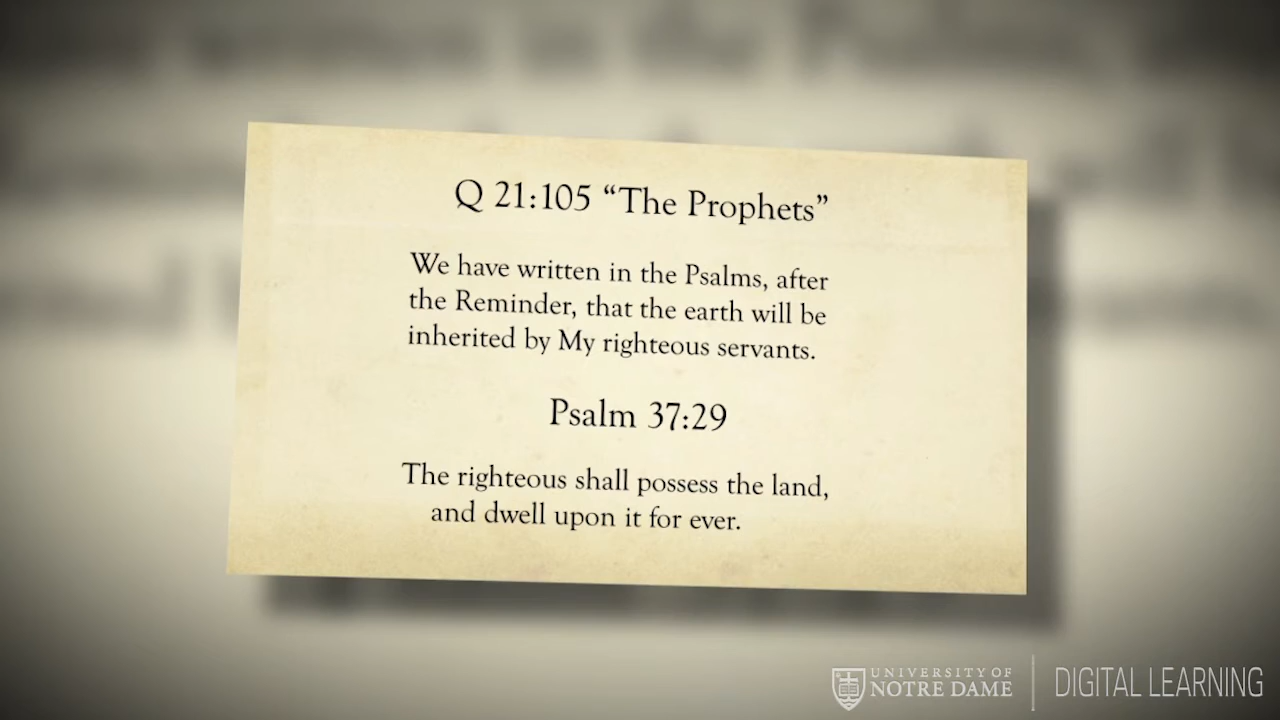 Q 21:105 “The Prophets”
We have written in the Psalms, after
the Reminder, that the earth will be
inherited by My righteous servants.
Psalm 37:29
The righteous shall possess the land,
and dwell upon it for ever.
UNIVERSITY OF
NOTRE DAME
DIGITAL LEARNING